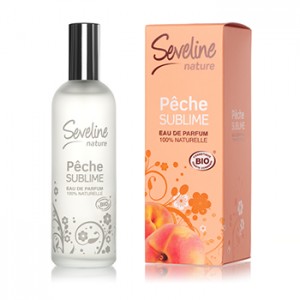 Seveline
nature
Pêche
SUBLIME
EAU DE PARFUM
100% NATURELLE
BIO
Seveline
nature
Pêche
SUBLIME
EAU DE PARFUM
100% NATURELLE
BIO